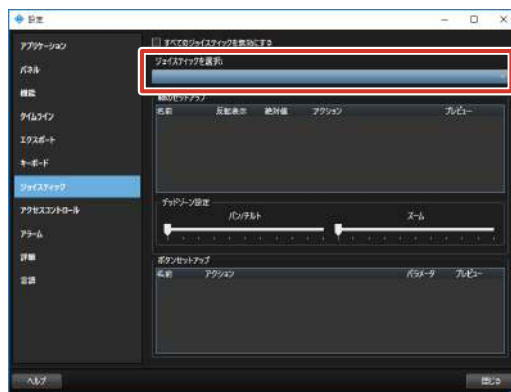 設定
アプリケーション
パネル
機能
タイムライン
エクスポート
キーボード
ジョイスティック
アクセスコントロール
アラーム
詳細
言語
すべてのジョイスティックを無効にする
ジョイスティックを選択:
軸のセットアップ
名前 反転表示 絶対値 アクション プレビュー
デッドゾーン設定
パン/チルト ズーム
ボタンセットアップ
名前 アクション パラメータ プレビュー
ヘルプ 閉じる